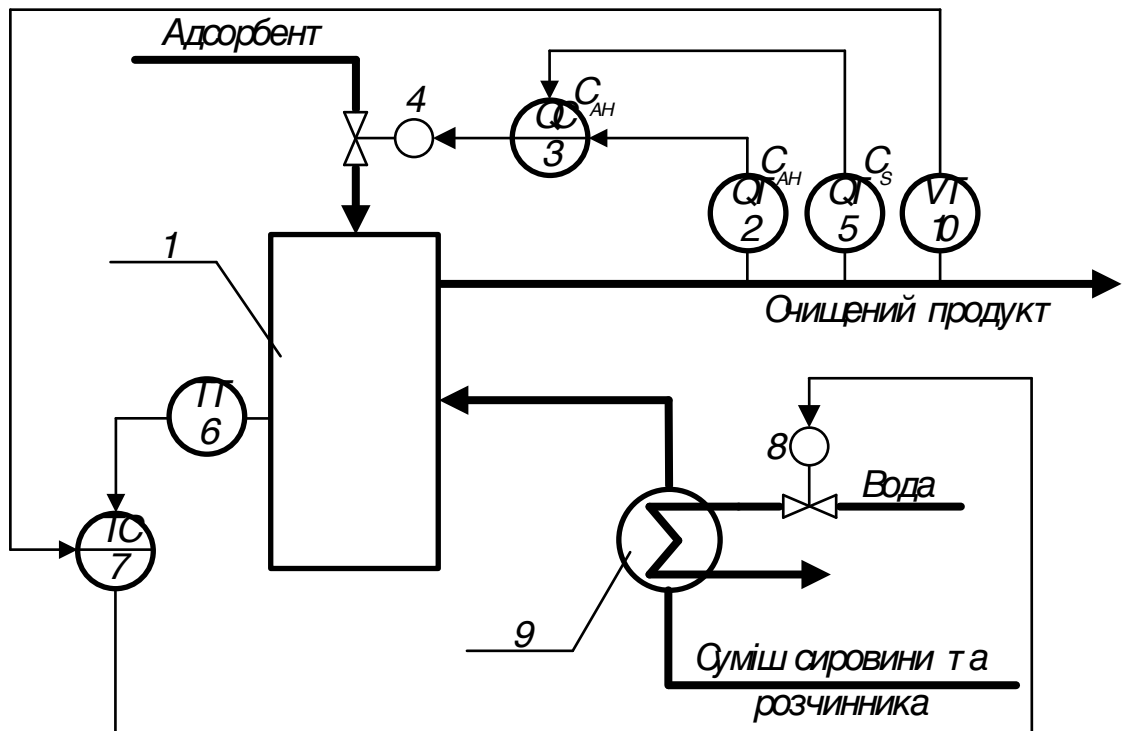 Адсорбент
4
QC
C_AH
3
QT
C_AH
2
QT
C_S
5
VT
10
1
Очищений продукт
TT
6
8
Вода
TC
7
9
Суміш сировини та
розчинника